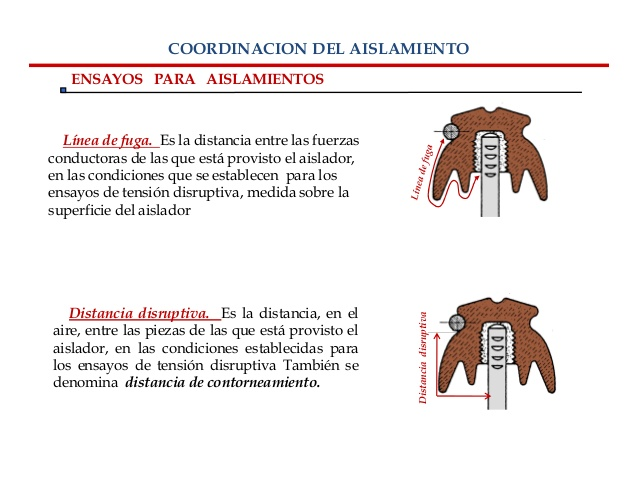 COORDINACION DEL AISLAMIENTO
ENSAYOS PARA AISLAMIENTOS
Línea de fuga. Es la distancia entre las fuerzas
conductoras de las que está provisto el aislador,
en las condiciones que se establecen para los
ensayos de tensión disruptiva, medida sobre la
superficie del aislador
Línea de fuga
Distancia disruptiva. Es la distancia, en el
aire, entre las piezas de las que está provisto el
aislador, en las condiciones establecidas para
los ensayos de tensión disruptiva También se
denomina distancia de contorneamiento.
Distancia disruptiva